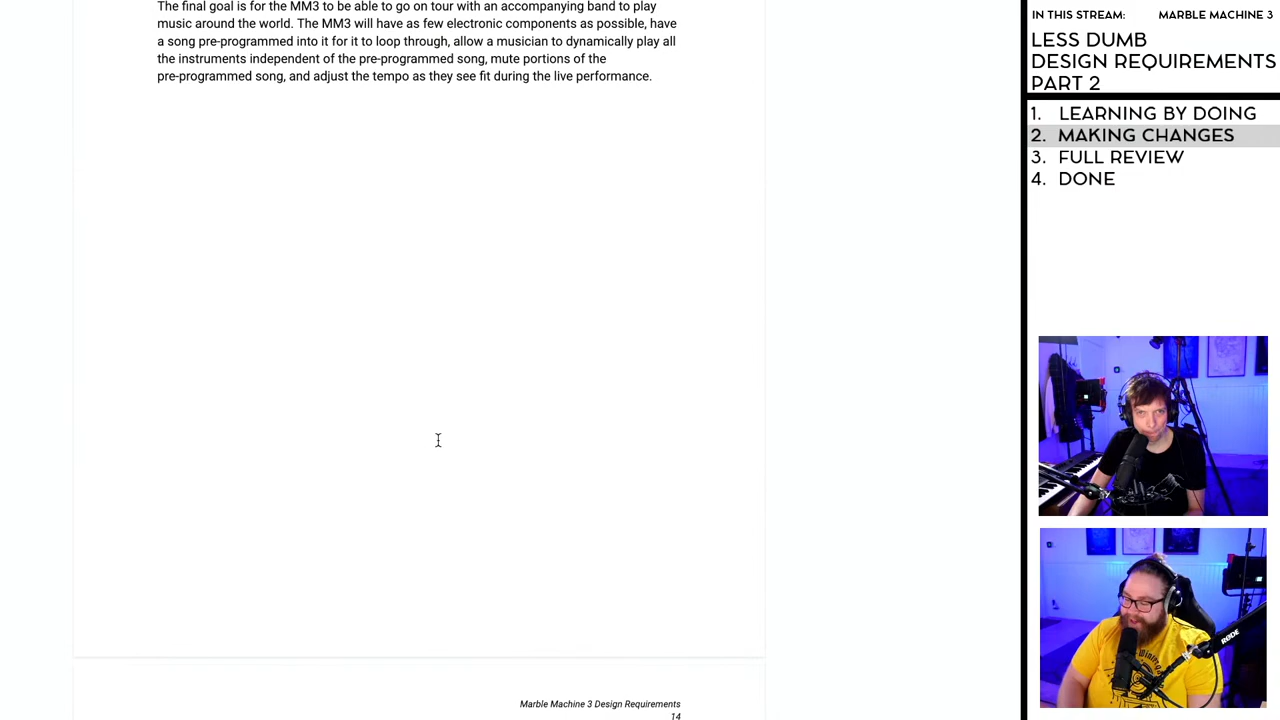 The final goal is for the MM3 to be able to go on tour with an accompanying band to play
music around the world. The MM3 will have as few electronic components as possible, have
a song pre-programmed into it for it to loop through, allow a musician to dynamically play all
the instruments independent of the pre-programmed song, mute portions of the
pre-programmed song, and adjust the tempo as they see fit during the live performance.
Marble Machine 3 Design Requirements
14
IN THIS STREAM: MARBLE MACHINE 3
LESS DUMB
DESIGN REQUIREMENTS
PART 2
1. LEARNING BY DOING
2. MAKING CHANGES
3. FULL REVIEW
4. DONE
RØDE